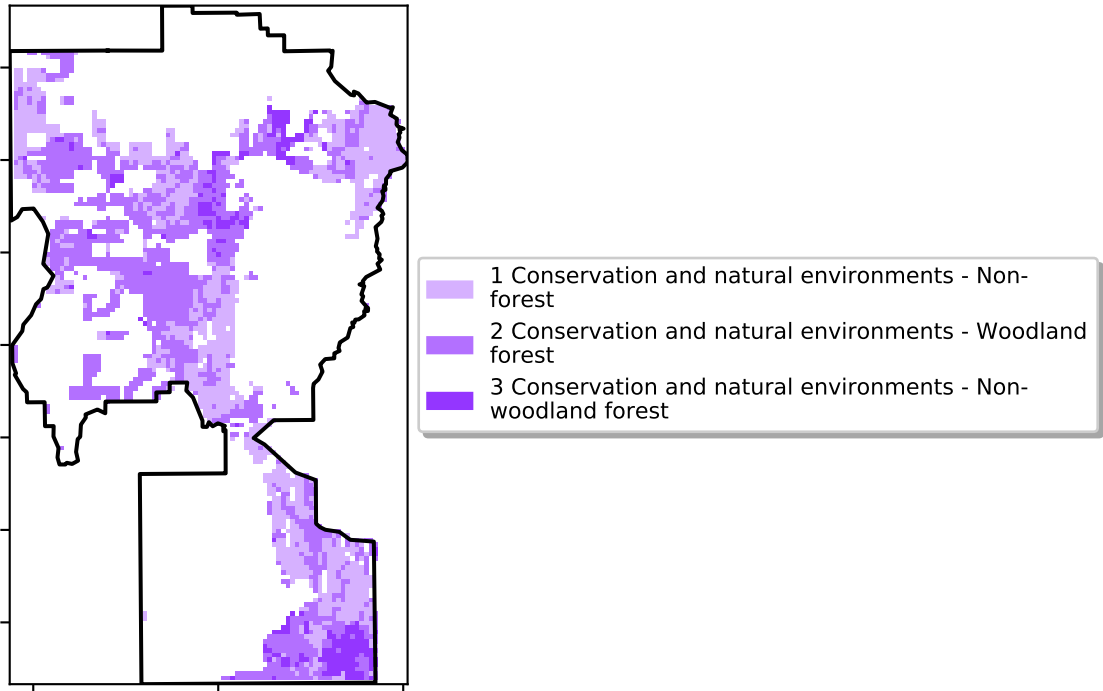 1 Conservation and natural environments - Non-
forest
2 Conservation and natural environments - Woodland
forest
3 Conservation and natural environments - Non-
woodland forest